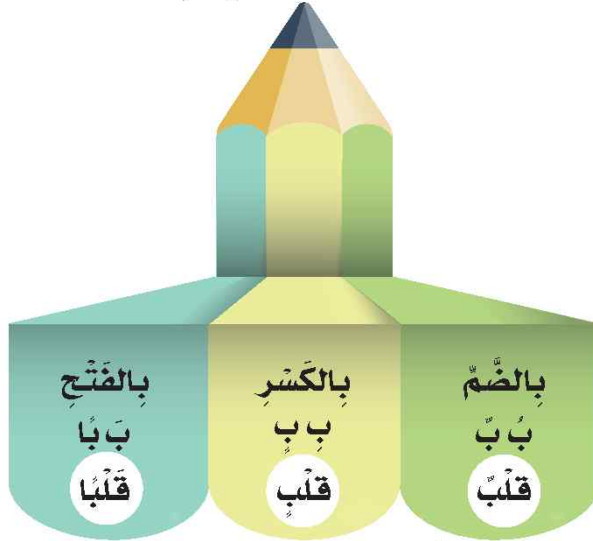 بِالضَّمِّ
بُ بٌ
قَلْبٌ
بِالكَسْرِ
بِ بٍ
قَلْبٍ
بِالفَتْحِ
بَ بًا
قَلْبًا